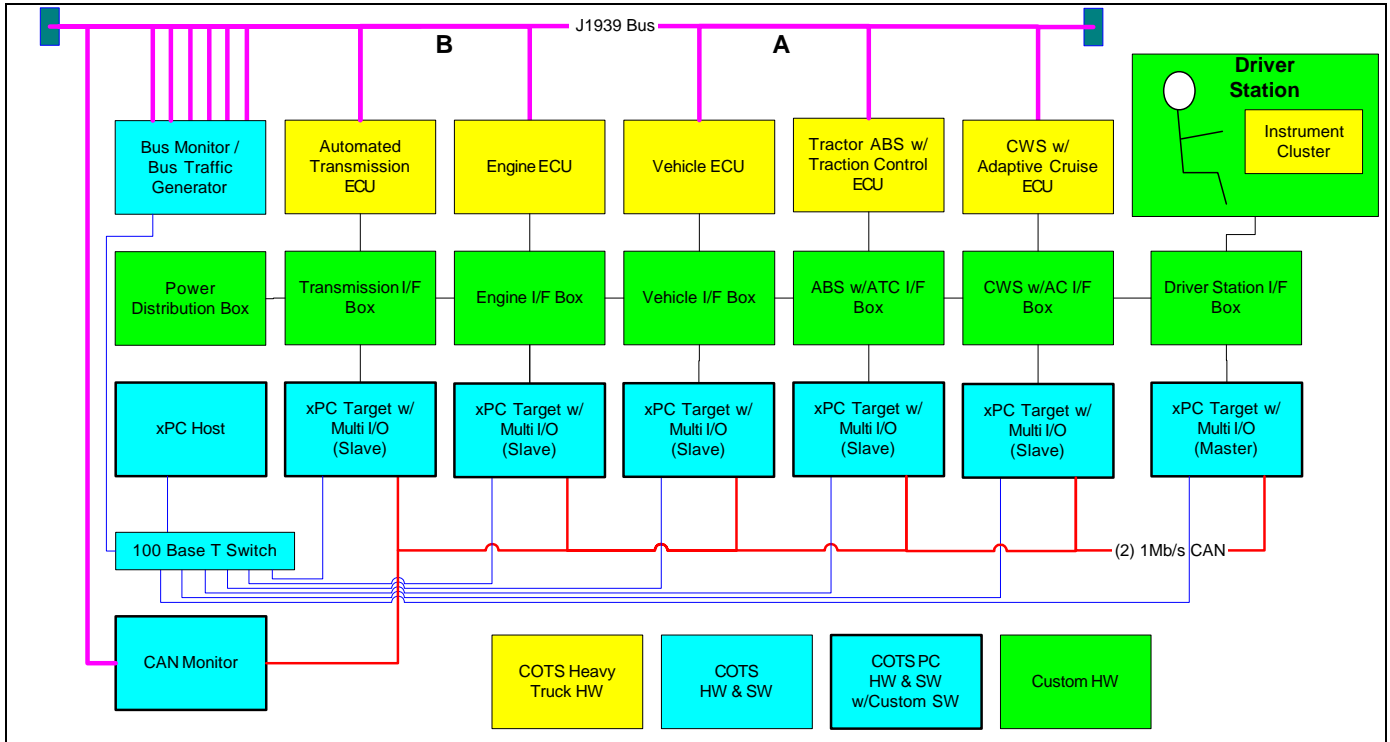 J1939 Bus
B
A
Driver
Station
Instrument
Cluster
Bus Monitor /
Bus Traffic
Generator
Automated
Transmission
ECU
Engine ECU
Vehicle ECU
Tractor ABS w/
Traction Control
ECU
CWS w/
Adaptive Cruise
ECU
Power
Distribution Box
Transmission I/F
Box
Engine I/F Box
Vehicle I/F Box
ABS w/ATC I/F
Box
CWS w/AC I/F
Box
Driver Station I/F
Box
xPC Host
xPC Target w/
Multi I/O
(Slave)
xPC Target w/
Multi I/O
(Slave)
xPC Target w/
Multi I/O
(Slave)
xPC Target w/
Multi I/O
(Slave)
xPC Target w/
Multi I/O
(Slave)
xPC Target w/
Multi I/O
(Master)
100 Base T Switch
(2) 1Mb/s CAN
CAN Monitor
COTS Heavy
Truck HW
COTS
HW & SW
COTS PC
HW & SW
w/Custom SW
Custom HW